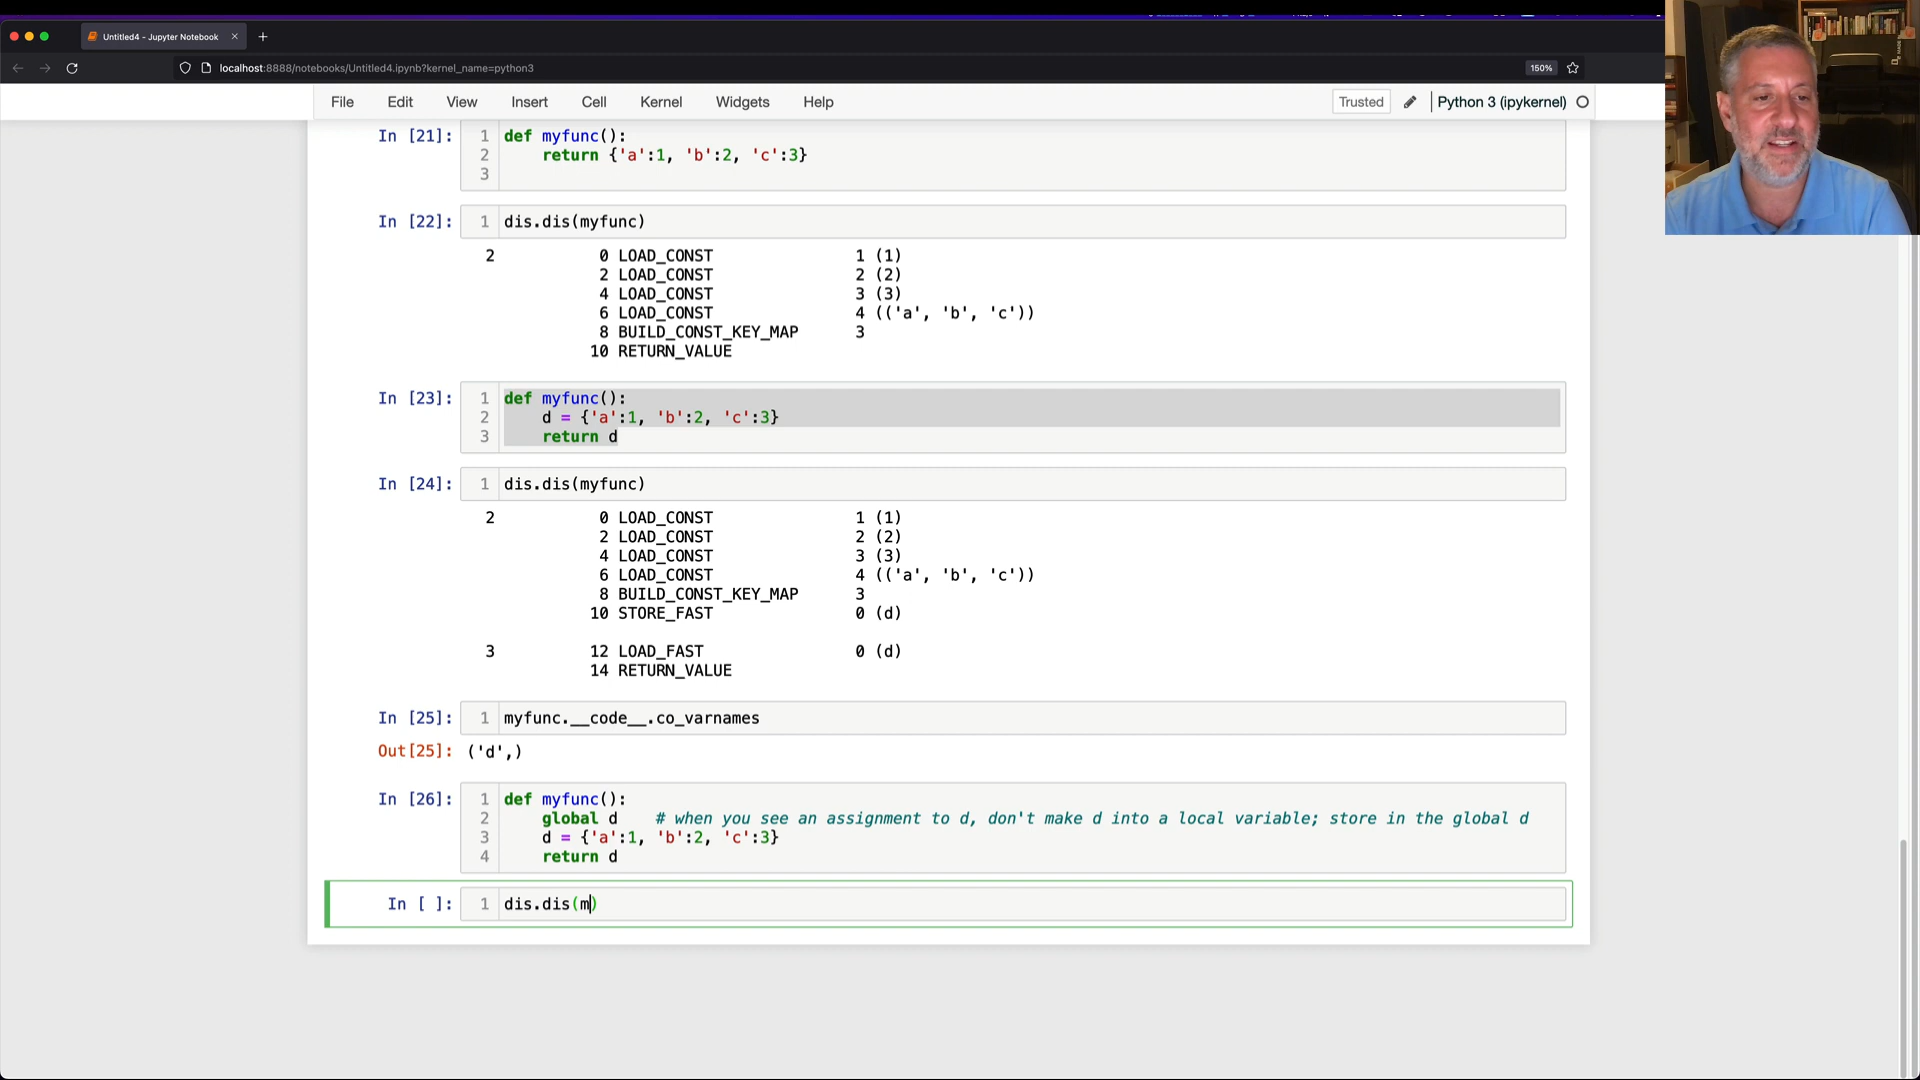 Untitled4 - Jupyter Notebook
localhost:8888/notebooks/Untitled4.ipynb?kernel_name=python3
150%
File Edit View Insert Cell Kernel Widgets Help
Trusted
Python 3 (ipykernel)
In [21]:
1 def myfunc():
2     return {'a':1, 'b':2, 'c':3}
3
In [22]:
1 dis.dis(myfunc)
2 0 LOAD_CONST 1 (1)
2 LOAD_CONST 2 (2)
4 LOAD_CONST 3 (3)
6 LOAD_CONST 4 (('a', 'b', 'c'))
8 BUILD_CONST_KEY_MAP 3
10 RETURN_VALUE
In [23]:
1 def myfunc():
2     d = {'a':1, 'b':2, 'c':3}
3     return d
In [24]:
1 dis.dis(myfunc)
2 0 LOAD_CONST 1 (1)
2 LOAD_CONST 2 (2)
4 LOAD_CONST 3 (3)
6 LOAD_CONST 4 (('a', 'b', 'c'))
8 BUILD_CONST_KEY_MAP 3
10 STORE_FAST 0 (d)
3 12 LOAD_FAST 0 (d)
14 RETURN_VALUE
In [25]:
1 myfunc.__code__.co_varnames
Out[25]: ('d',)
In [26]:
1 def myfunc():
2     global d    # when you see an assignment to d, don't make d into a local variable; store in the global d
3     d = {'a':1, 'b':2, 'c':3}
4     return d
In [ ]:
1 dis.dis(m)